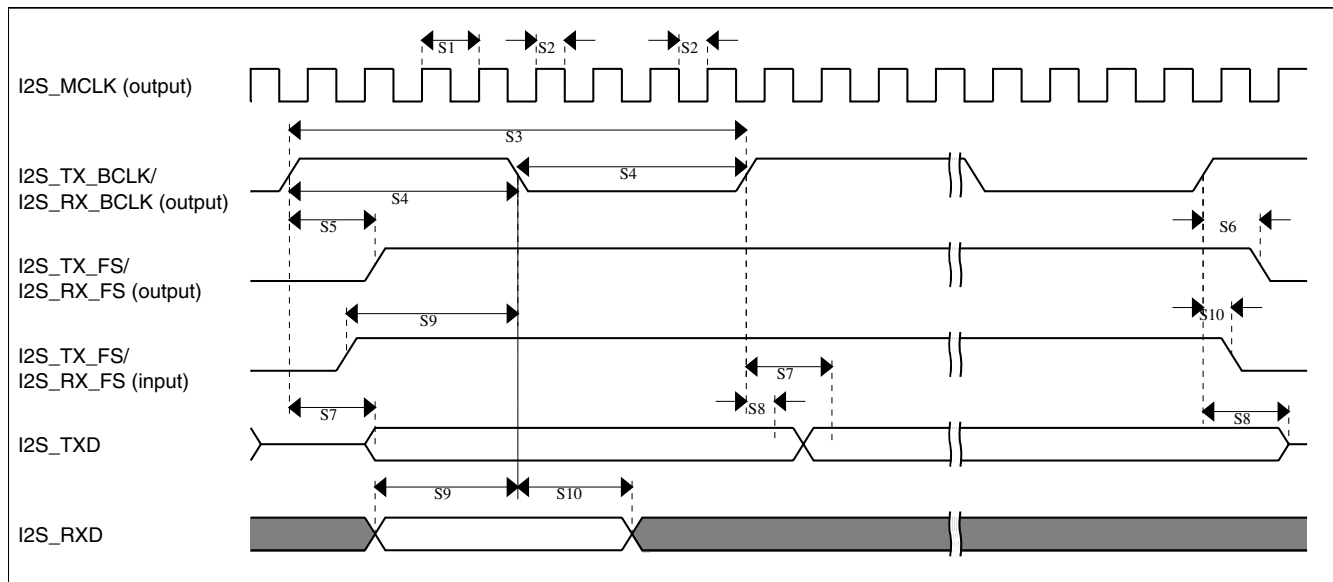 S1
S2
S2
I2S_MCLK (output)
S3
I2S_TX_BCLK/
I2S_RX_BCLK (output)
S4
S4
S5
S6
I2S_TX_FS/
I2S_RX_FS (output)
S9
S10
I2S_TX_FS/
I2S_RX_FS (input)
S7
S7
S8
S8
I2S_TXD
S9
S10
I2S_RXD